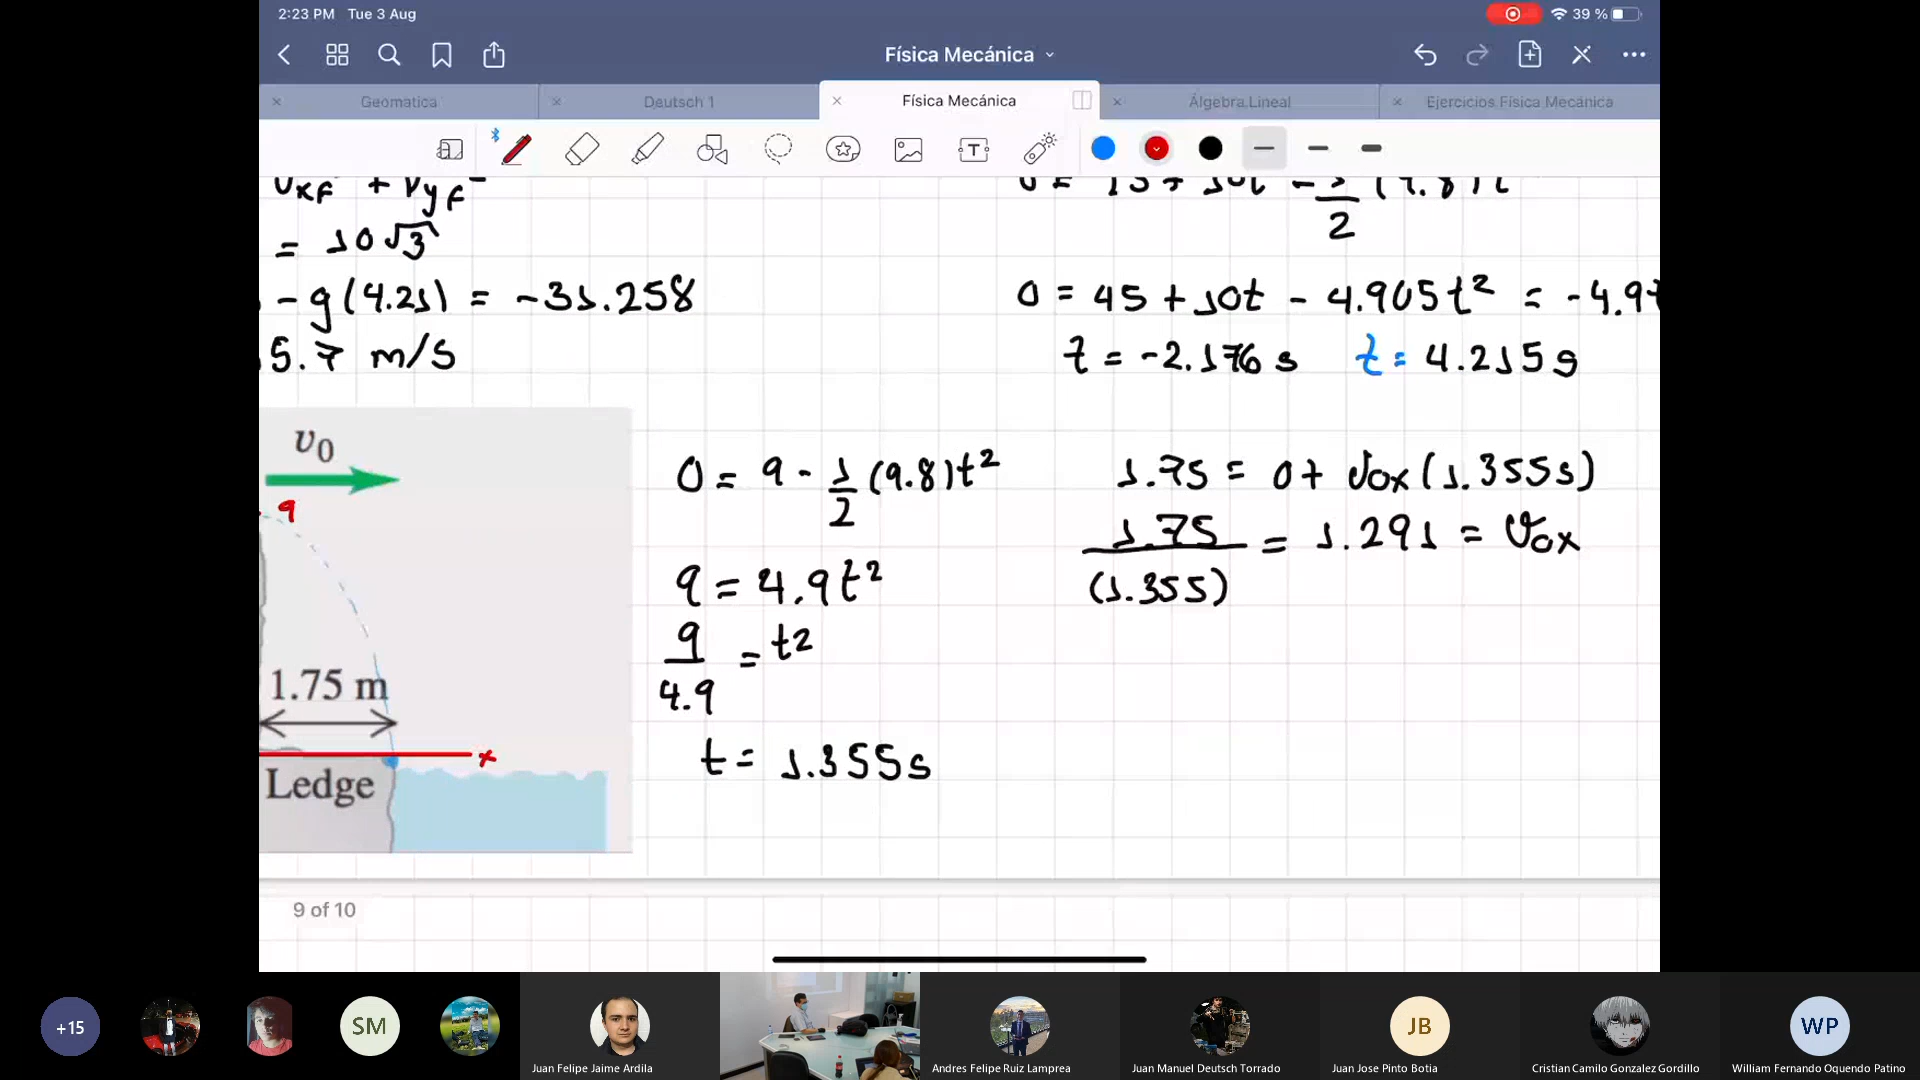 2:23 PM Tue 3 Aug
39 %
Física Mecánica
Geomatica
Deutsch 1
Física Mecánica
Álgebra Lineal
Ejercicios Física Mecánica
= 10√3
- g(4.21) = -31.258
5.7 m/s
0 = 45 + 10t - 4.905t² = -4.9
t = -2.176 s t = 4.215 s
v0
9
1.75 m
x
Ledge
0 = 9 - 1/2 (9.8)t²
9 = 4.9t²
9/4.9 = t²
t = 1.355s
1.75 = 0 + v0x (1.355s)
1.75/(1.355) = 1.291 = v0x
9 of 10
+15
SM
Juan Felipe Jaime Ardila
Andres Felipe Ruiz Lamprea
Juan Manuel Deutsch Torrado
JB
Juan Jose Pinto Botia
Cristian Camilo Gonzalez Gordillo
WP
William Fernando Oquendo Patino